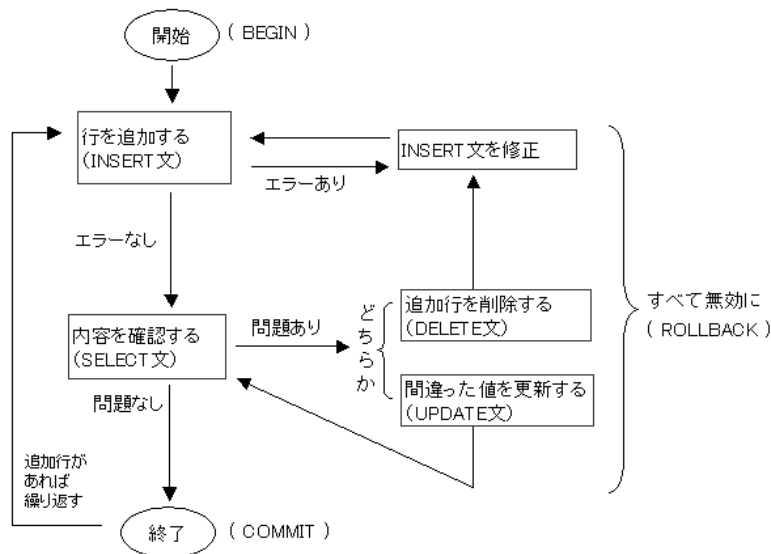 開始
( BEGIN)
行を追加する
(INSERT文)
INSERT文を修正
エラーあり
エラーなし
すべて無効に
( ROLLBACK)
内容を確認する
(SELECT文)
問題あり
どちらか
追加行を削除する
(DELETE文)
間違った値を更新する
(UPDATE文)
問題なし
追加行が
あれば
繰り返す
終了
( COMMIT)